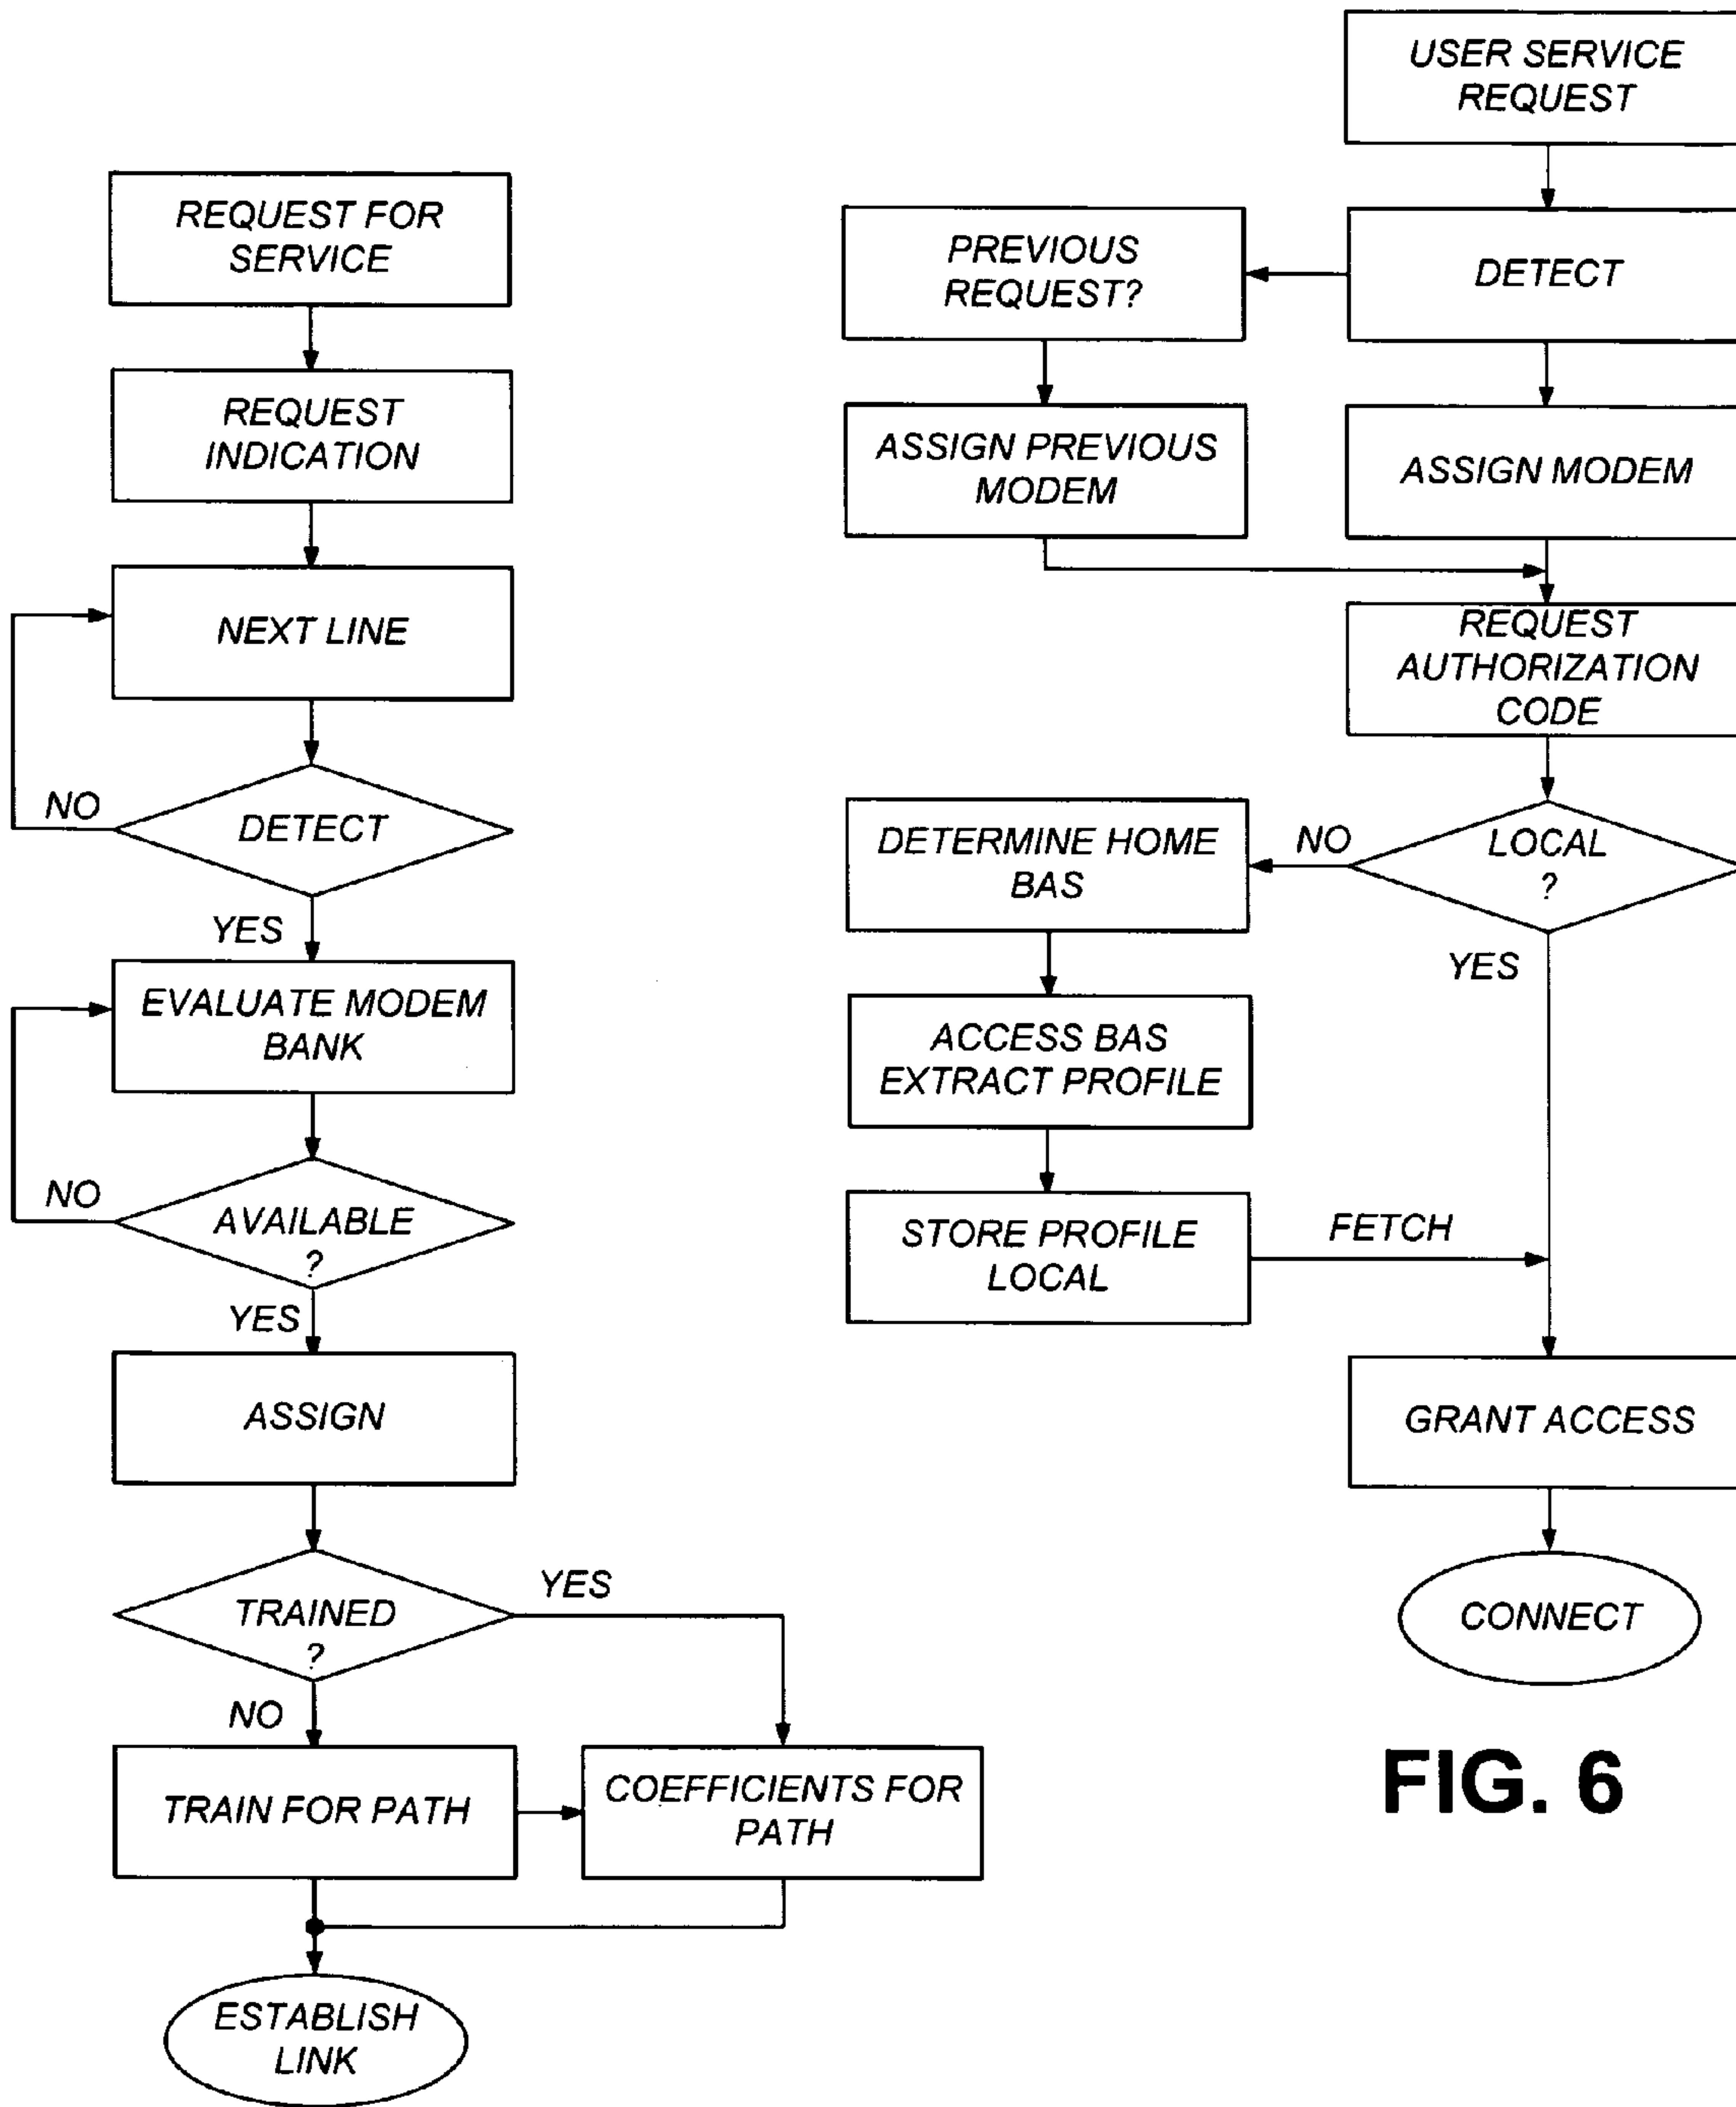 REQUEST FOR
SERVICE
REQUEST
INDICATION
NEXT LINE
NO
DETECT
YES
EVALUATE MODEM
BANK
NO
AVAILABLE
?
YES
ASSIGN
YES
TRAINED
?
NO
TRAIN FOR PATH
COEFFICIENTS FOR
PATH
ESTABLISH
LINK
USER SERVICE
REQUEST
PREVIOUS
REQUEST?
DETECT
ASSIGN PREVIOUS
MODEM
ASSIGN MODEM
REQUEST
AUTHORIZATION
CODE
DETERMINE HOME
BAS
NO
LOCAL
?
YES
ACCESS BAS
EXTRACT PROFILE
STORE PROFILE
LOCAL
FETCH
GRANT ACCESS
CONNECT
FIG. 6